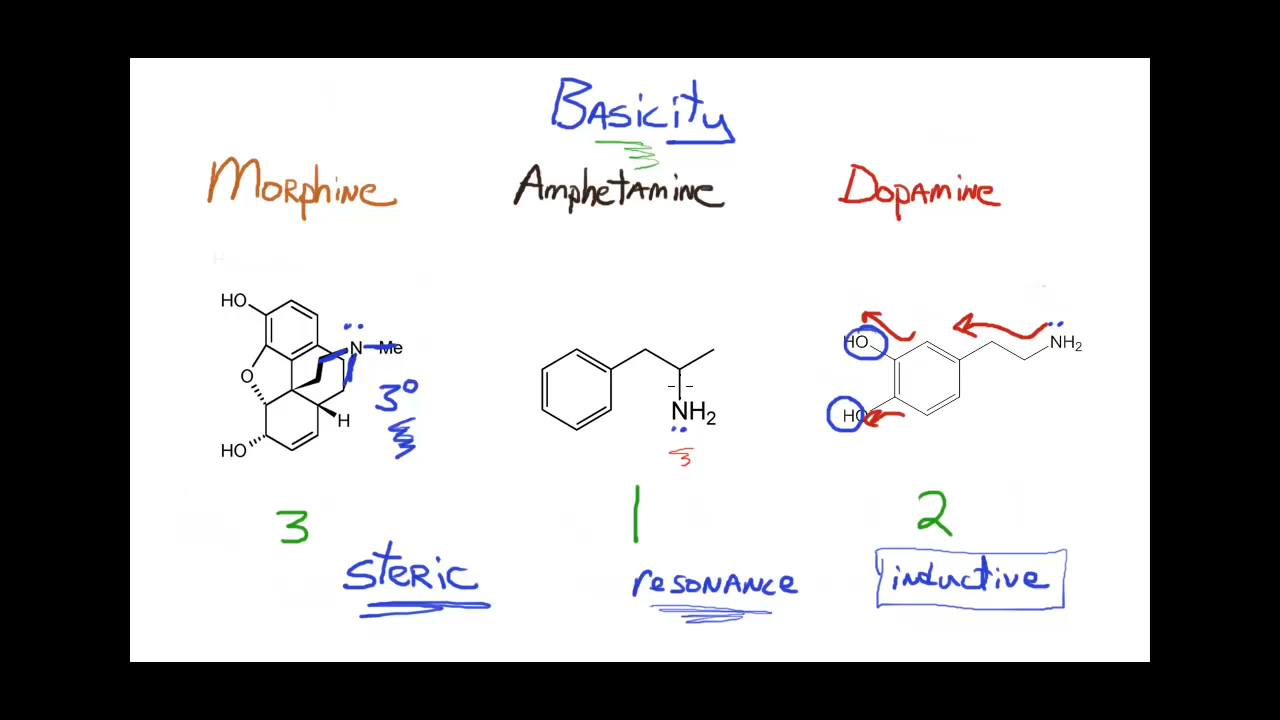 Basicity
Morphine Amphetamine Dopamine
HO
N Me
O
3°
H
HO
NH2
HO
NH2
HO
3 1 2
steric resonance inductive